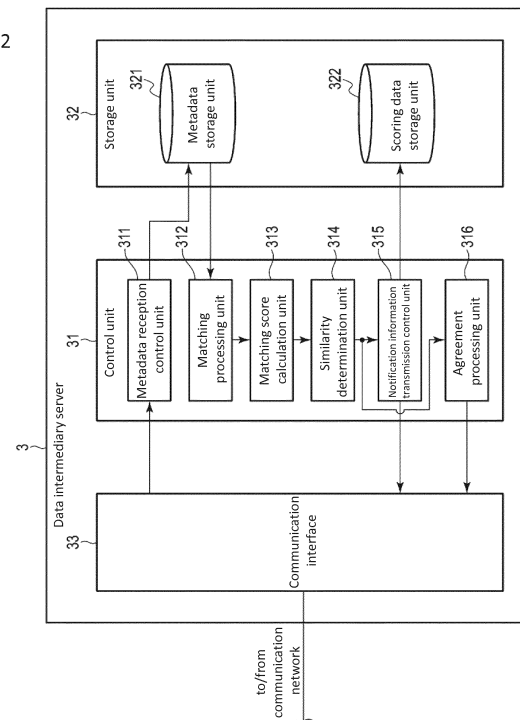 2
3
Data intermediary server
32
Storage unit
321
Metadata
storage unit
322
Scoring data
storage unit
31
Control unit
311
Metadata reception
control unit
312
Matching
processing unit
313
Matching score
calculation unit
314
Similarity
determination unit
315
Notification information
transmission control unit
316
Agreement
processing unit
33
Communication
interface
to/from
communication
network